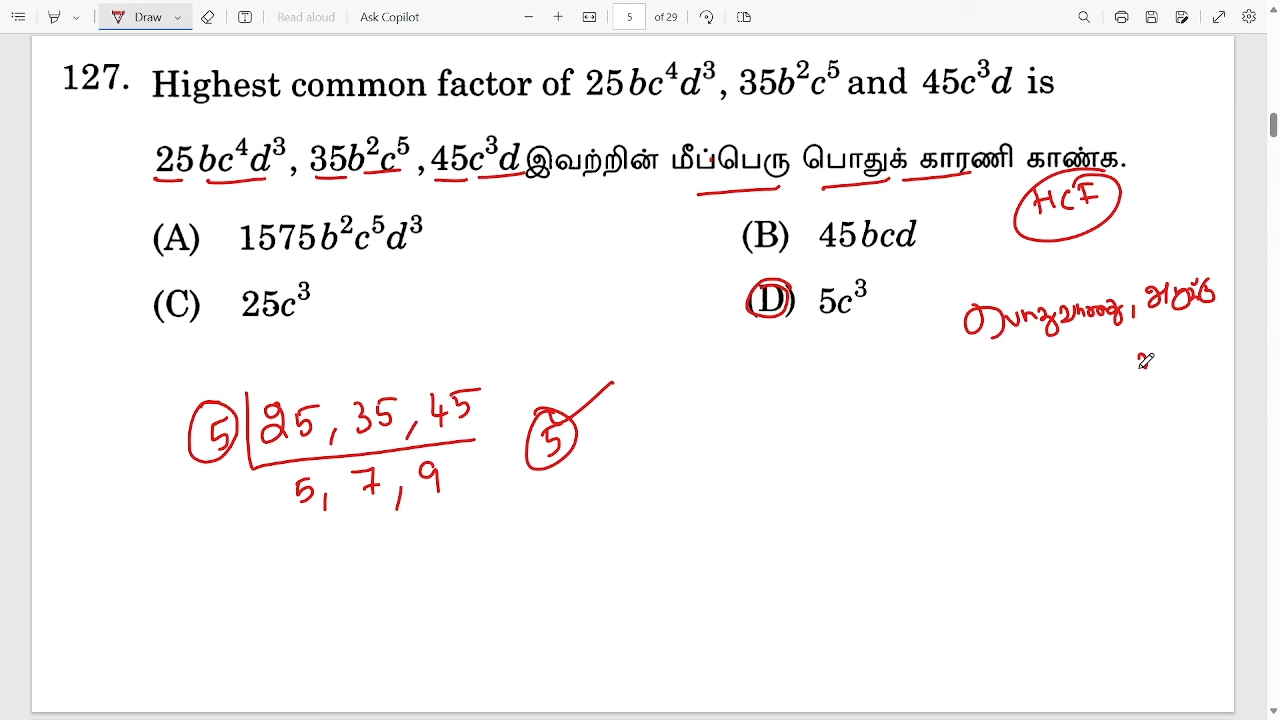 Draw Read aloud Ask Copilot 5 of 29
127. Highest common factor of 25bc⁴d³, 35b²c⁵ and 45c³d is
25bc⁴d³, 35b²c⁵, 45c³d இவற்றின் மீப்பெரு பொதுக் காரணி காண்க.
HCF
(A) 1575b²c⁵d³ (B) 45bcd
(C) 25c³ (D) 5c³
பொதுவானது,
5 25, 35, 45 5
5, 7, 9